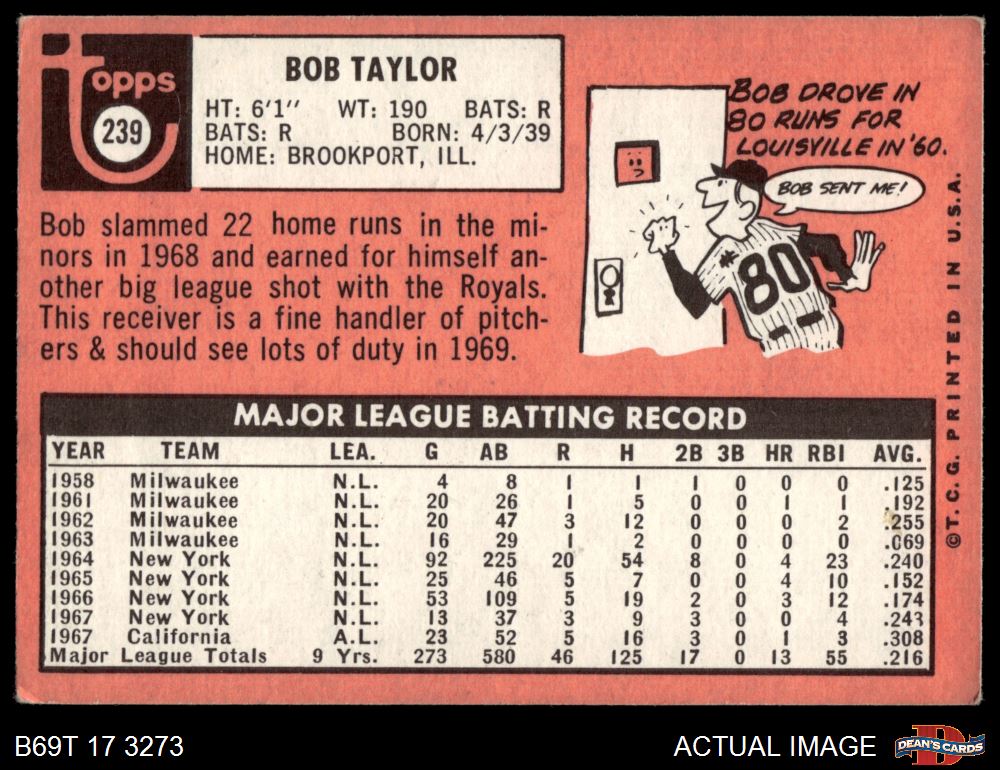 Topps
239
BOB TAYLOR
HT: 6'1" WT: 190 BATS: R
BATS: R BORN: 4/3/39
HOME: BROOKPORT, ILL.
BOB DROVE IN
80 RUNS FOR
LOUISVILLE IN '60.
BOB SENT ME!
80
Bob slammed 22 home runs in the mi-
nors in 1968 and earned for himself an-
other big league shot with the Royals.
This receiver is a fine handler of pitch-
ers & should see lots of duty in 1969.
MAJOR LEAGUE BATTING RECORD
YEAR TEAM LEA. G AB R H 2B 3B HR RBI AVG.
1958 Milwaukee N.L. 4 8 1 1 1 0 0 0 .125
1961 Milwaukee N.L. 20 26 1 5 0 0 1 1 .192
1962 Milwaukee N.L. 20 47 3 12 0 0 0 2 .255
1963 Milwaukee N.L. 16 29 1 2 0 0 0 0 .069
1964 New York N.L. 92 225 20 54 8 0 4 23 .240
1965 New York N.L. 25 46 5 7 0 0 4 10 .152
1966 New York N.L. 53 109 5 19 2 0 3 12 .174
1967 New York N.L. 13 37 3 9 3 0 0 4 .243
1967 California A.L. 23 52 5 16 3 0 1 3 .308
Major League Totals 9 Yrs. 273 580 46 125 17 0 13 55 .216
©T. C. G. PRINTED IN U.S.A.
B69T 17 3273
ACTUAL IMAGE
DEAN'S CARDS